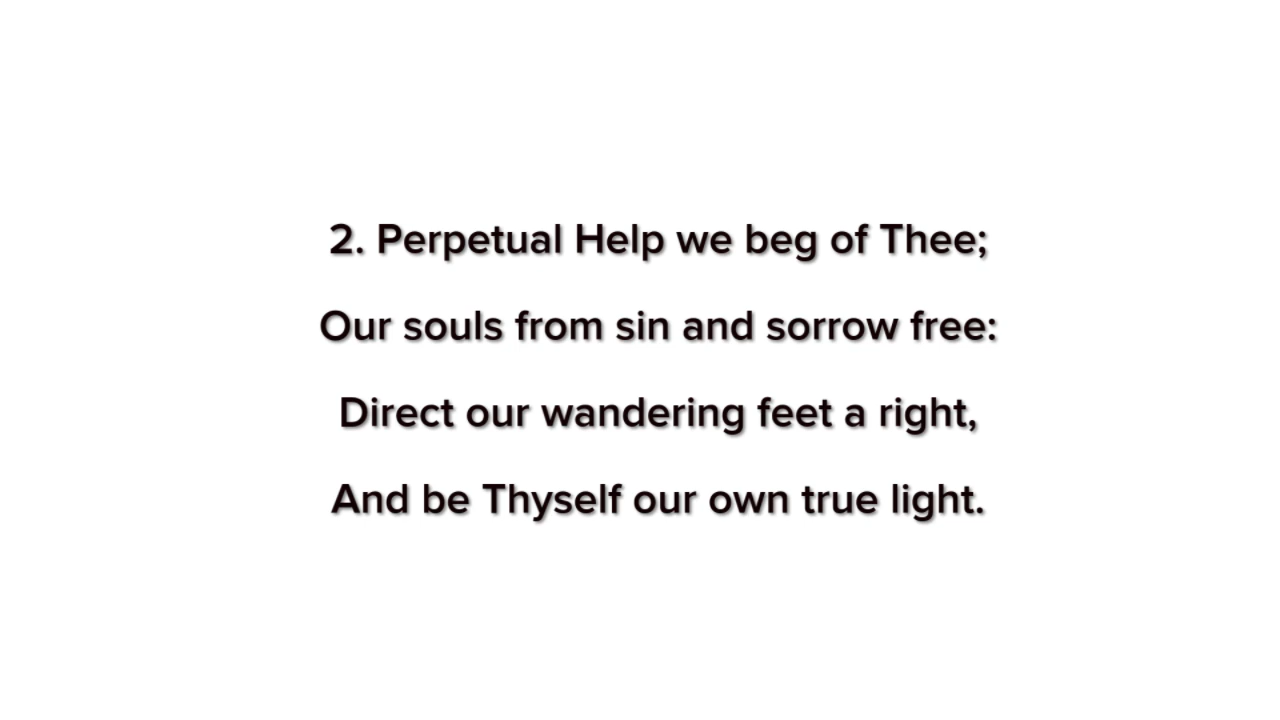 2. Perpetual Help we beg of Thee;
Our souls from sin and sorrow free:
Direct our wandering feet a right,
And be Thyself our own true light.